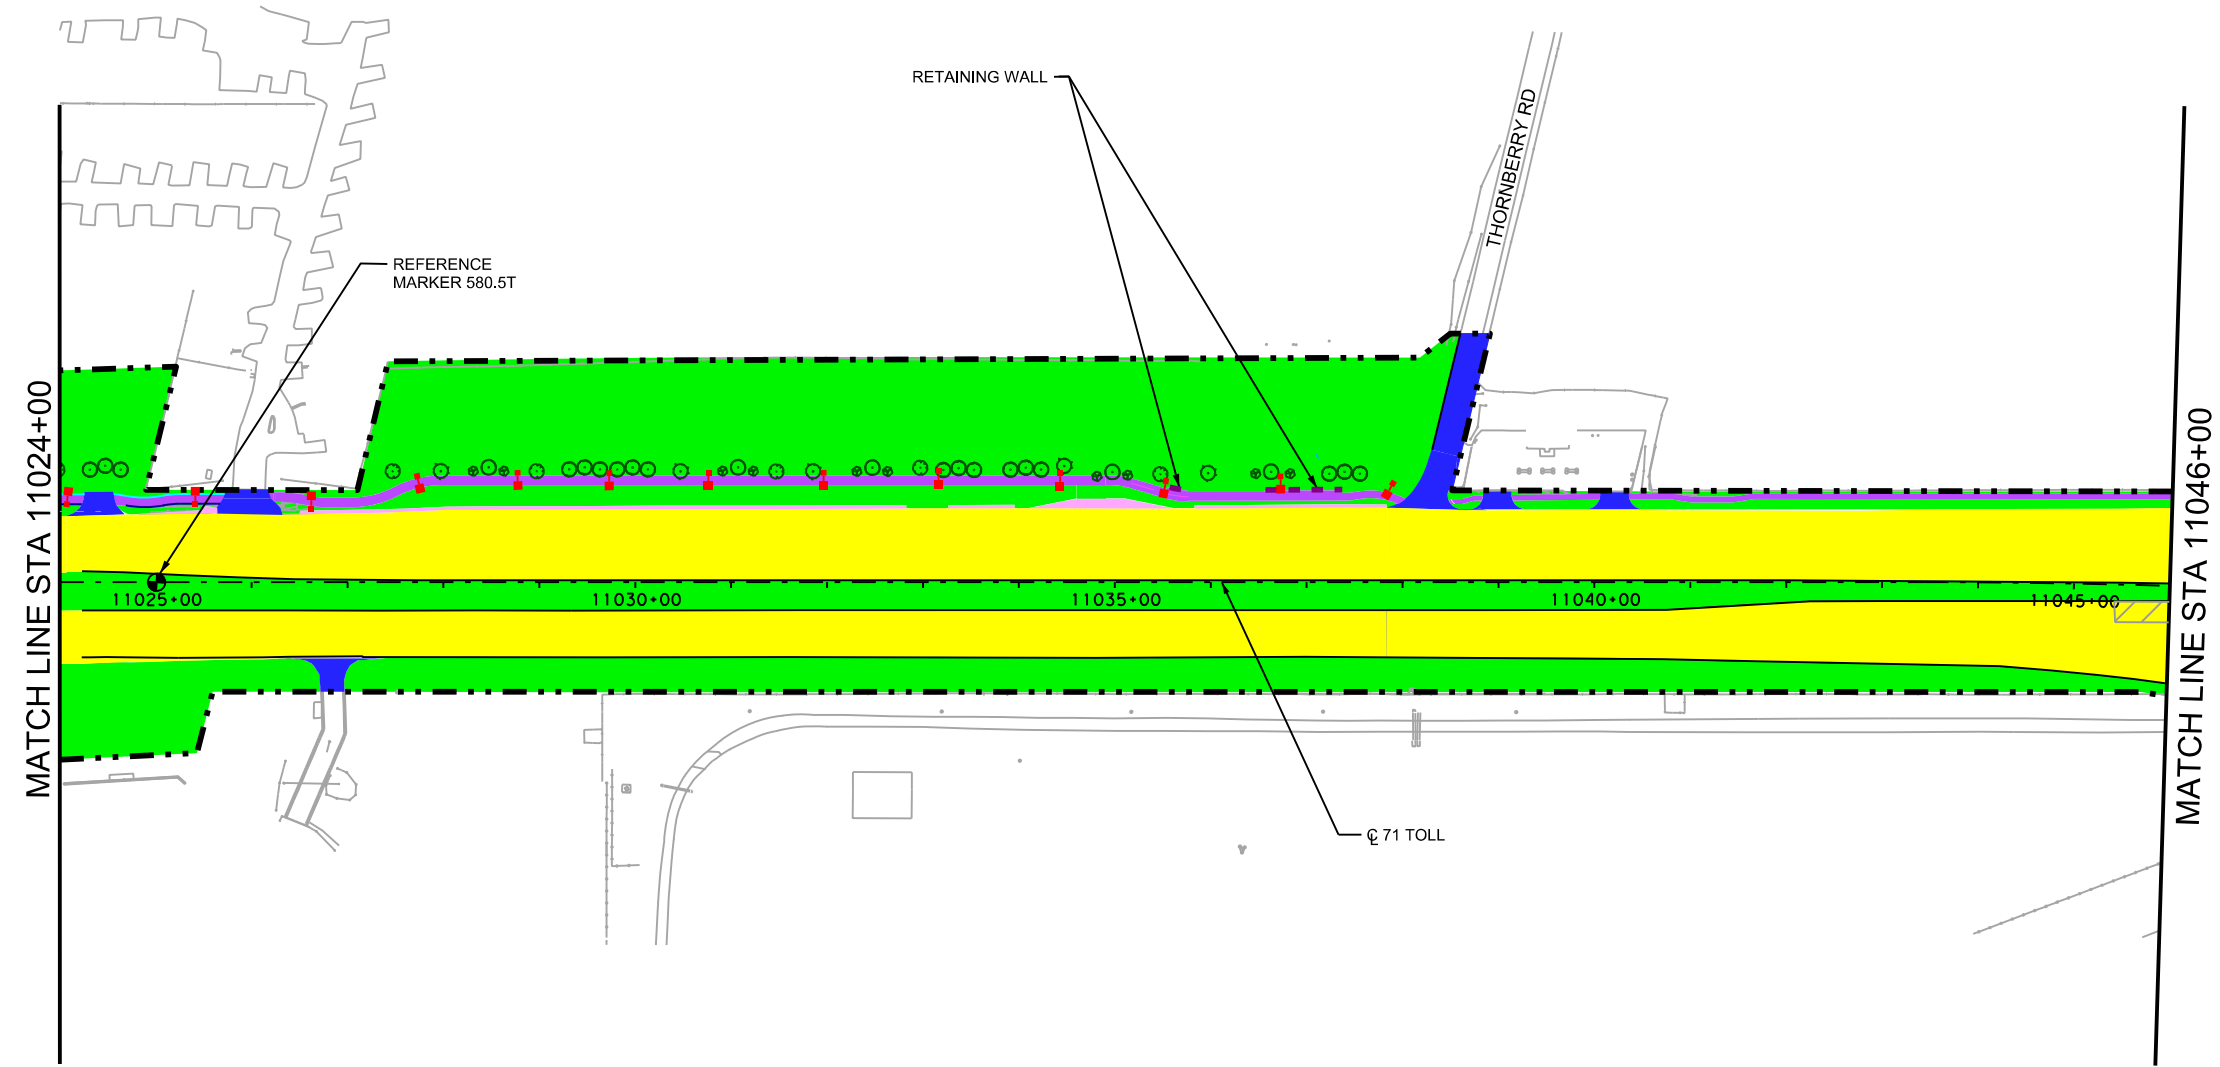 RETAINING WALL
THORNBERRY RD
REFERENCE
MARKER 580.5T
MATCH LINE STA 11024+00
MATCH LINE STA 11046+00
11025+00
11030+00
11035+00
11040+00
11045+00
℄ 71 TOLL